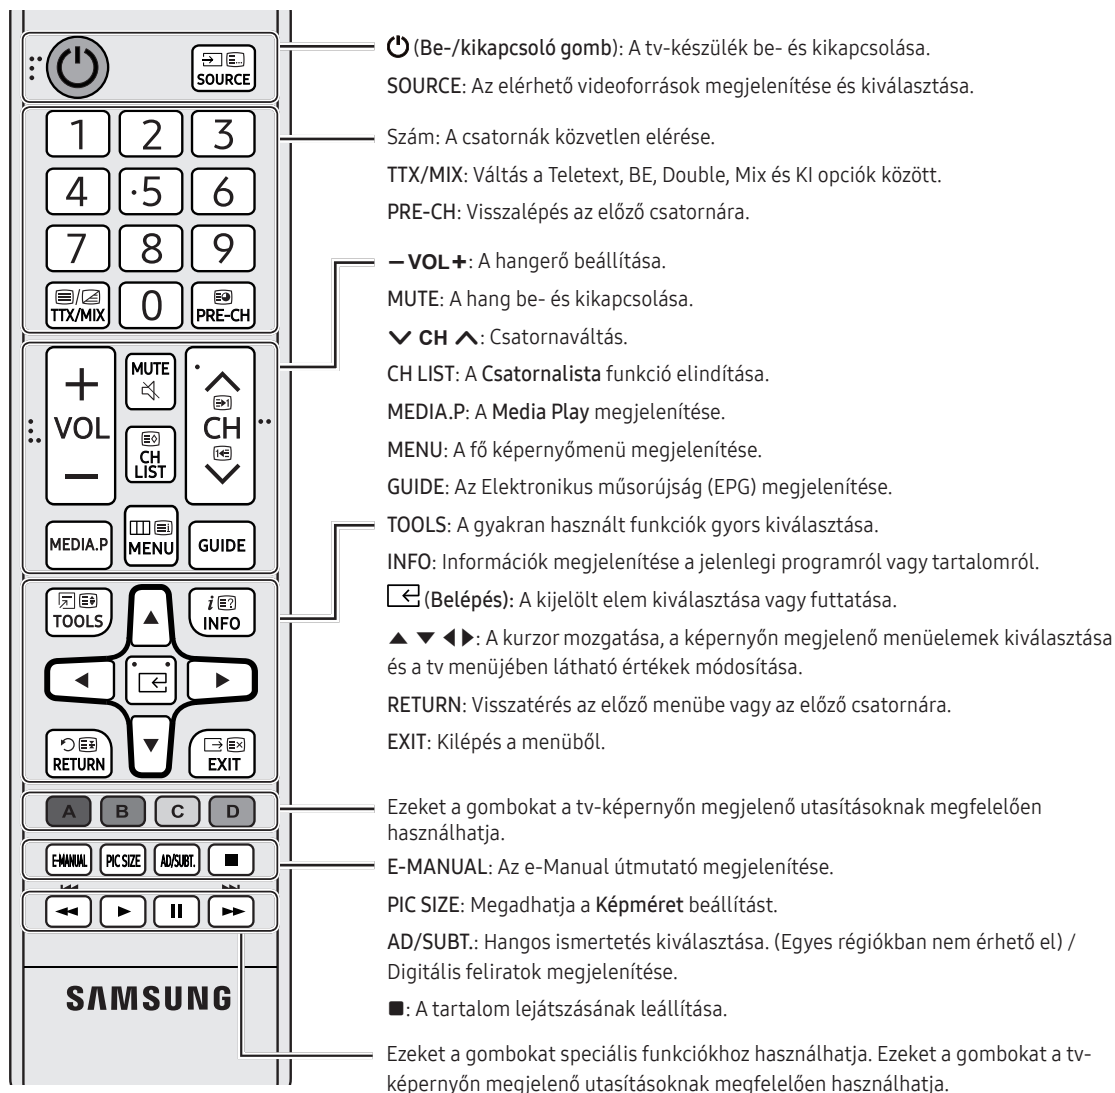 SOURCE
1 2 3
4 ·5 6
7 8 9
TTX/MIX 0 PRE-CH
+ MUTE
VOL CH
CH LIST
−
MEDIA.P MENU GUIDE
TOOLS INFO
RETURN EXIT
A B C D
E-MANUAL PIC SIZE AD/SUBT.
SAMSUNG
(Be-/kikapcsoló gomb): A tv-készülék be- és kikapcsolása.
SOURCE: Az elérhető videoforrások megjelenítése és kiválasztása.
Szám: A csatornák közvetlen elérése.
TTX/MIX: Váltás a Teletext, BE, Double, Mix és KI opciók között.
PRE-CH: Visszalépés az előző csatornára.
− VOL +: A hangerő beállítása.
MUTE: A hang be- és kikapcsolása.
CH : Csatornaváltás.
CH LIST: A Csatornalista funkció elindítása.
MEDIA.P: A Media Play megjelenítése.
MENU: A fő képernyőmenü megjelenítése.
GUIDE: Az Elektronikus műsorújság (EPG) megjelenítése.
TOOLS: A gyakran használt funkciók gyors kiválasztása.
INFO: Információk megjelenítése a jelenlegi programról vagy tartalomról.
(Belépés): A kijelölt elem kiválasztása vagy futtatása.
▲ ▼ ◀ ▶: A kurzor mozgatása, a képernyőn megjelenő menüelemek kiválasztása
és a tv menüjében látható értékek módosítása.
RETURN: Visszatérés az előző menübe vagy az előző csatornára.
EXIT: Kilépés a menüből.
Ezeket a gombokat a tv-képernyőn megjelenő utasításoknak megfelelően
használhatja.
E-MANUAL: Az e-Manual útmutató megjelenítése.
PIC SIZE: Megadhatja a Képméret beállítást.
AD/SUBT.: Hangos ismertetés kiválasztása. (Egyes régiókban nem érhető el) /
Digitális feliratok megjelenítése.
■: A tartalom lejátszásának leállítása.
Ezeket a gombokat speciális funkciókhoz használhatja. Ezeket a gombokat a tv-
képernyőn megjelenő utasításoknak megfelelően használhatja.